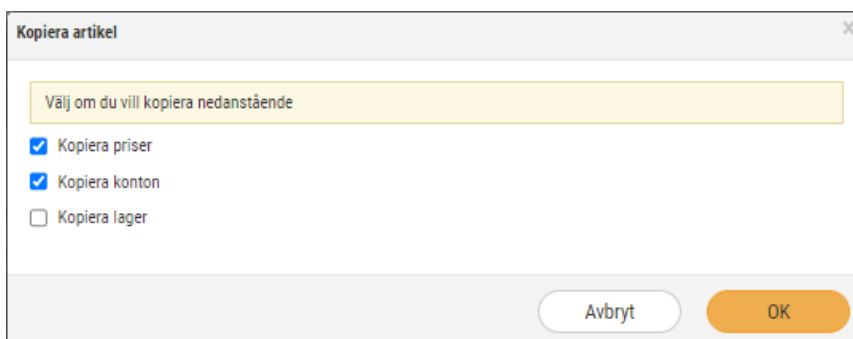 Kopiera artikel
Välj om du vill kopiera nedanstående
Kopiera priser
Kopiera konton
Kopiera lager
Avbryt
OK